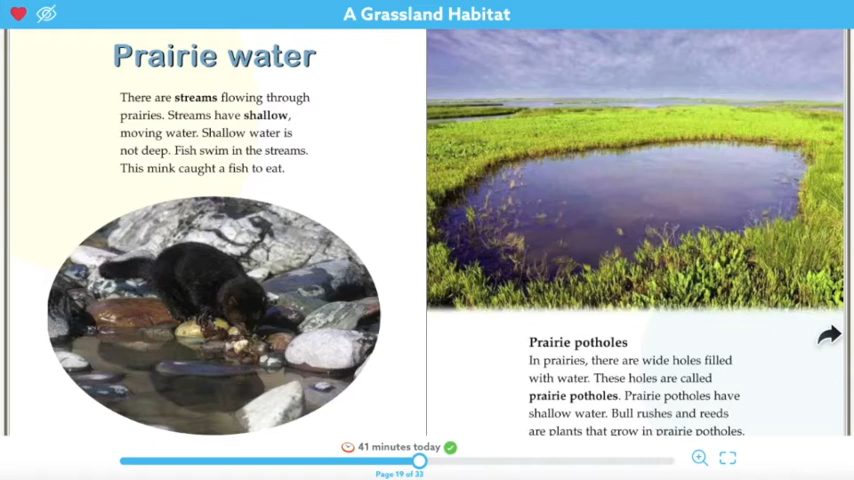 A Grassland Habitat
Prairie water
There are streams flowing through
prairies. Streams have shallow,
moving water. Shallow water is
not deep. Fish swim in the streams.
This mink caught a fish to eat.
Prairie potholes
In prairies, there are wide holes filled
with water. These holes are called
prairie potholes. Prairie potholes have
shallow water. Bull rushes and reeds
are plants that grow in prairie potholes.
41 minutes today
Page 19 of 33